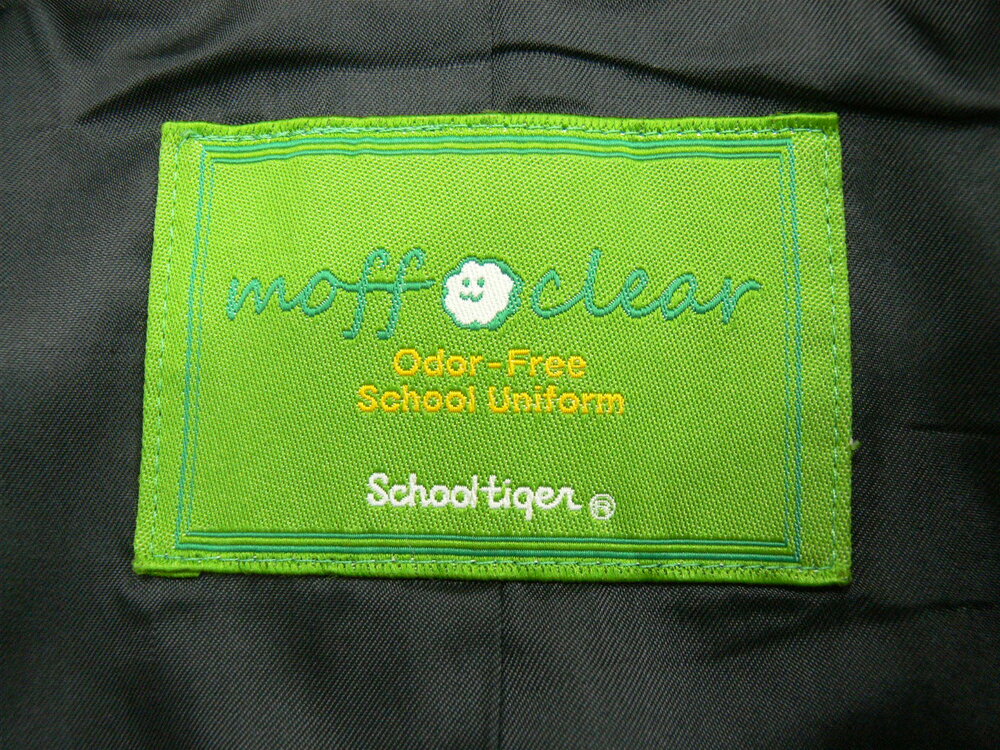 moff clear
Odor-Free
School Uniform
Schooltiger ®